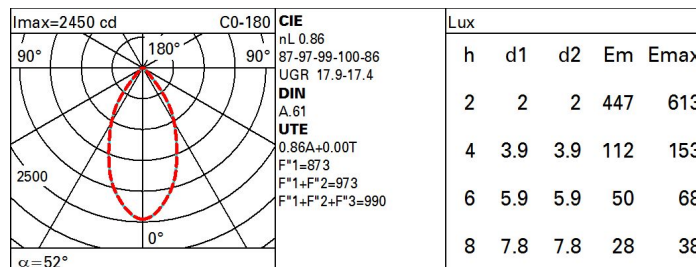 Imax=2450 cd C0-180
90° 180° 90°
2500
0°
α=52°
CIE
nL 0.86
87-97-99-100-86
UGR 17.9-17.4
DIN
A.61
UTE
0.86A+0.00T
F"1=873
F"1+F"2=973
F"1+F"2+F"3=990
Lux
h d1 d2 Em Emax
2 2 2 447 613
4 3.9 3.9 112 153
6 5.9 5.9 50 68
8 7.8 7.8 28 38